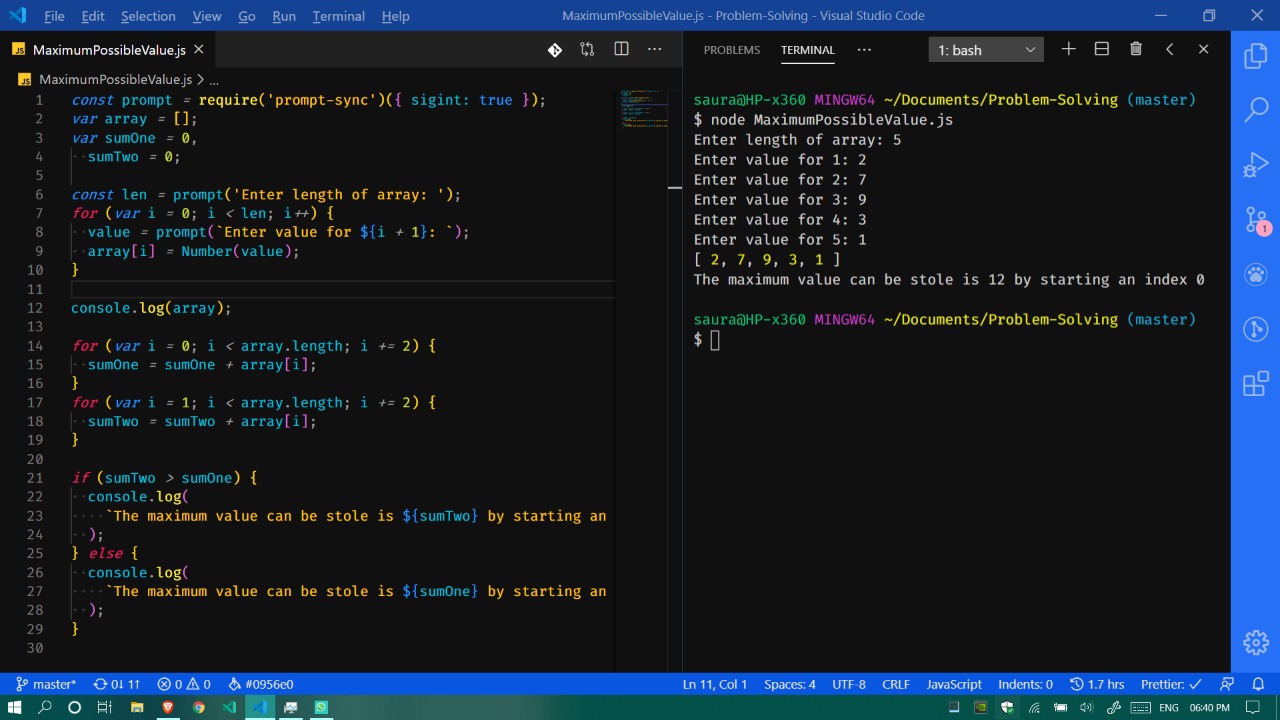 File Edit Selection View Go Run Terminal Help MaximumPossibleValue.js - Problem-Solving - Visual Studio Code
JS MaximumPossibleValue.js
JS MaximumPossibleValue.js > ...
1 const prompt = require('prompt-sync')({ sigint: true });
2 var array = [];
3 var sumOne = 0,
4 sumTwo = 0;
5
6 const len = prompt('Enter length of array: ');
7 for (var i = 0; i < len; i++) {
8 value = prompt(`Enter value for ${i + 1}: `);
9 array[i] = Number(value);
10 }
11
12 console.log(array);
13
14 for (var i = 0; i < array.length; i += 2) {
15 sumOne = sumOne + array[i];
16 }
17 for (var i = 1; i < array.length; i += 2) {
18 sumTwo = sumTwo + array[i];
19 }
20
21 if (sumTwo > sumOne) {
22 console.log(
23 `The maximum value can be stole is ${sumTwo} by starting an
24 );
25 } else {
26 console.log(
27 `The maximum value can be stole is ${sumOne} by starting an
28 );
29 }
30
PROBLEMS TERMINAL ... 1: bash
saura@HP-x360 MINGW64 ~/Documents/Problem-Solving (master)
$ node MaximumPossibleValue.js
Enter length of array: 5
Enter value for 1: 2
Enter value for 2: 7
Enter value for 3: 9
Enter value for 4: 3
Enter value for 5: 1
[ 2, 7, 9, 3, 1 ]
The maximum value can be stole is 12 by starting an index 0
saura@HP-x360 MINGW64 ~/Documents/Problem-Solving (master)
$
1
master* 0↓ 1↑ 0 0 #0956e0 Ln 11, Col 1 Spaces: 4 UTF-8 CRLF JavaScript Indents: 0 1.7 hrs Prettier: ✓
ENG 06:40 PM